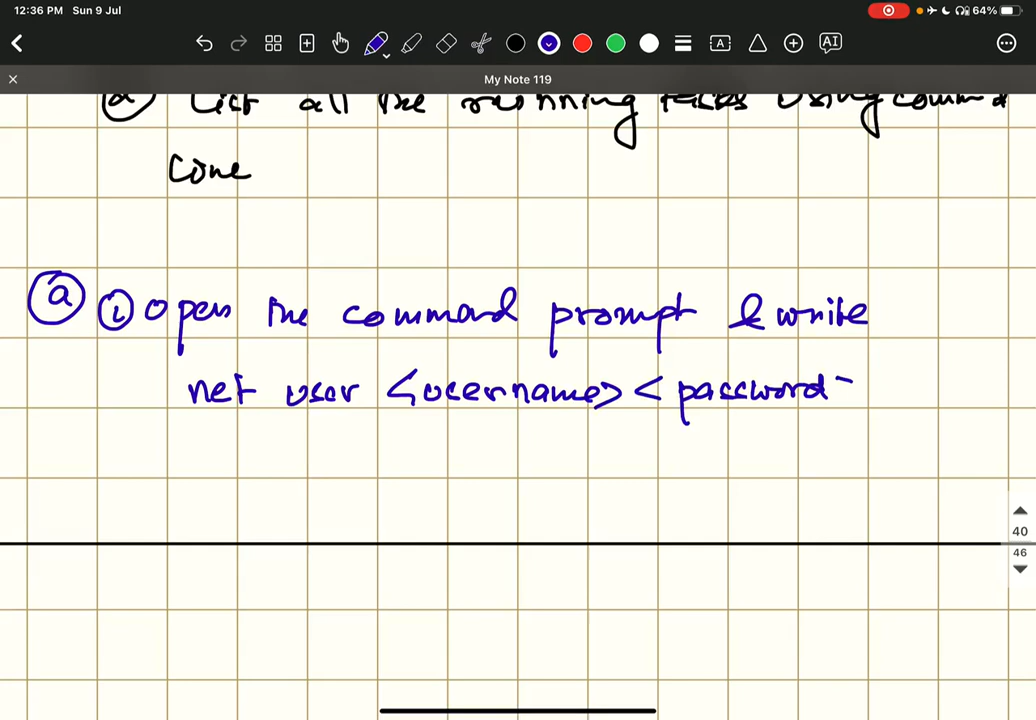 12:36 PM Sun 9 Jul 64%
A AI
My Note 119
(a) List all the running tasks using command
Line
(a) (i) open the command prompt & write
net user <username> <password
40
46